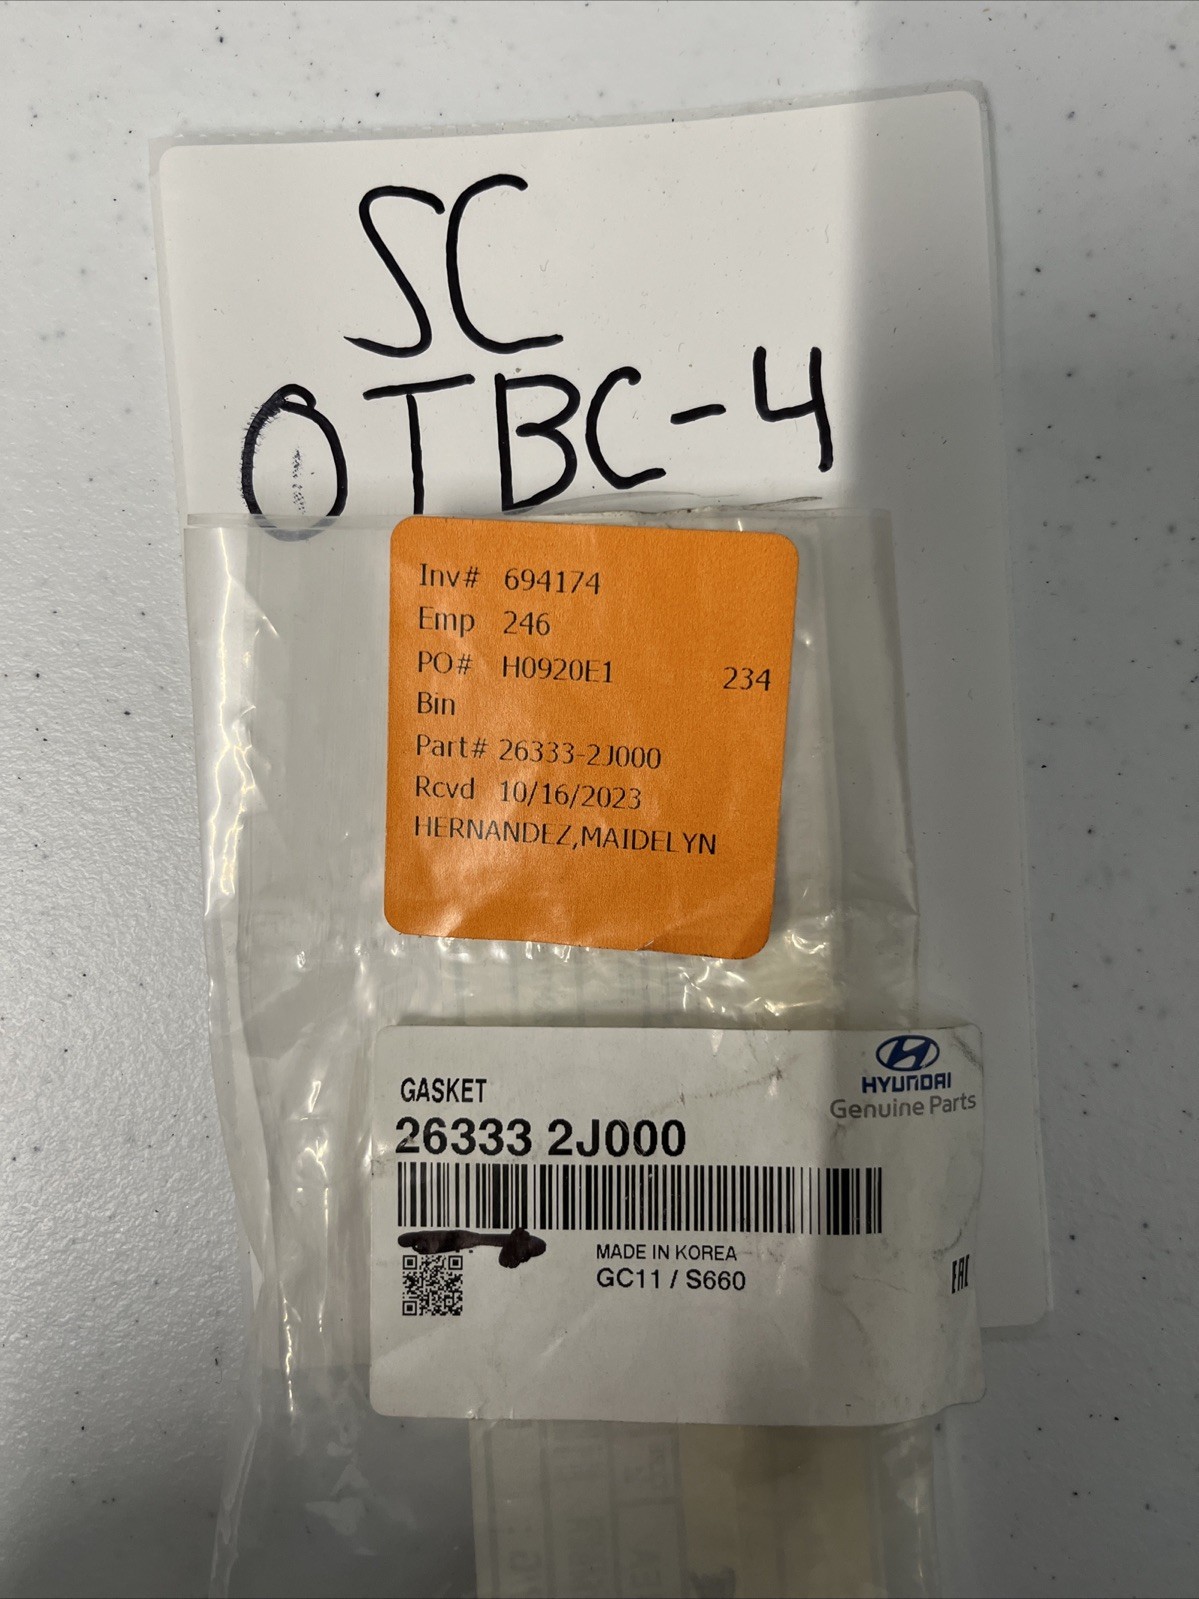 SC
OTBC-4
Inv# 694174
Emp 246
PO# H0920E1 234
Bin
Part# 26333-2J000
Rcvd 10/16/2023
HERNANDEZ,MAIDELYN
HYUNDAI
Genuine Parts
GASKET
26333 2J000
MADE IN KOREA
GC11 / S660
EAC